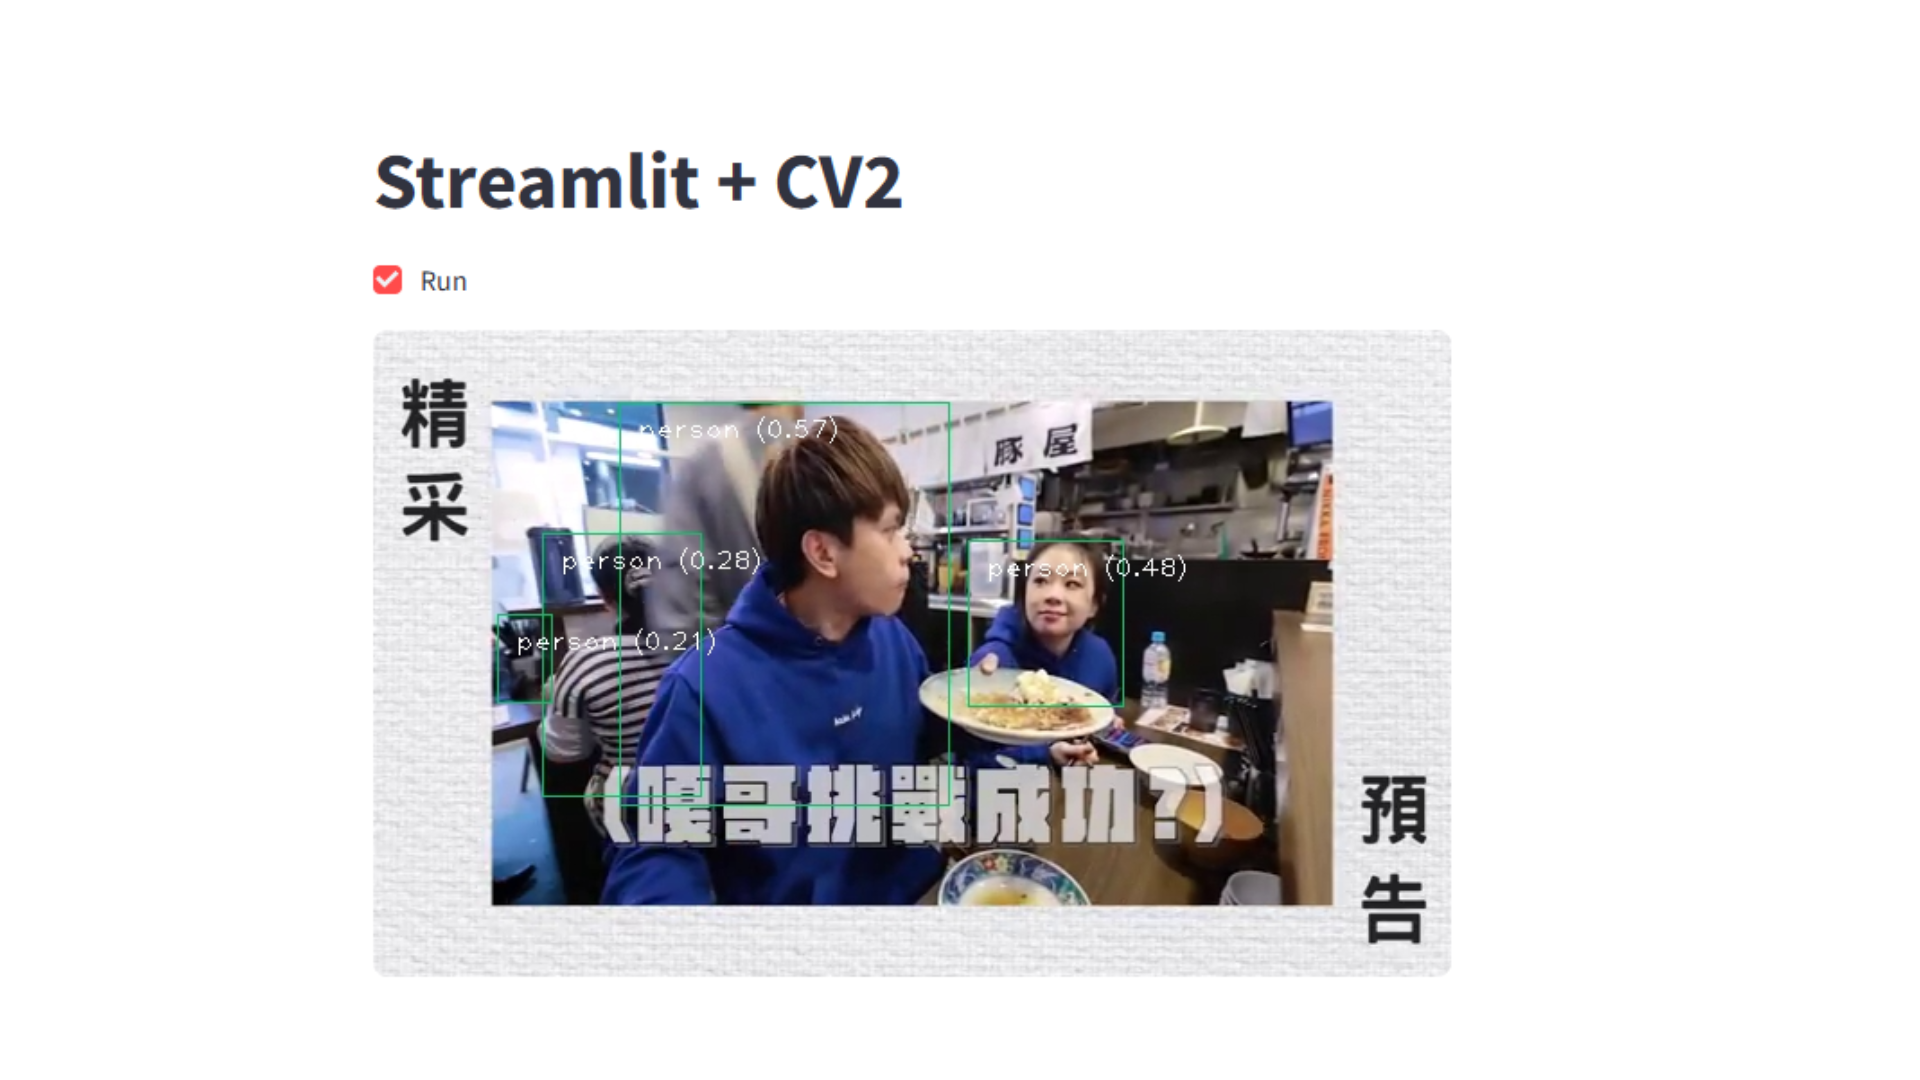 Streamlit + CV2
Run
精采
person (0.57)
豚屋
person (0.28)
person (0.48)
person (0.21)
(嘎哥挑戰成功?)
預告